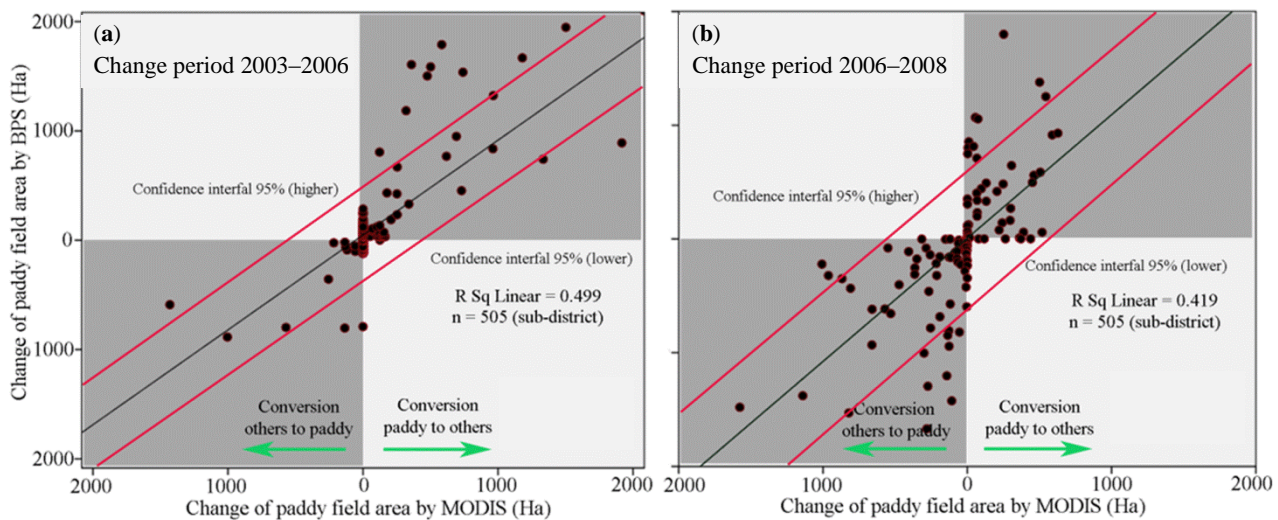 (a)
Change period 2003–2006
2000
1000
0
1000
2000
Change of paddy field area by BPS (Ha)
Confidence interfal 95% (higher)
Confidence interfal 95% (lower)
R Sq Linear = 0.499
n = 505 (sub-district)
Conversion
others to paddy
Conversion
paddy to others
2000 1000 0 1000 2000
Change of paddy field area by MODIS (Ha)
(b)
Change period 2006–2008
Confidence interfal 95% (higher)
Confidence interfal 95% (lower)
R Sq Linear = 0.419
n = 505 (sub-district)
Conversion
others to paddy
Conversion
paddy to others
2000 1000 0 1000 2000
Change of paddy field area by MODIS (Ha)